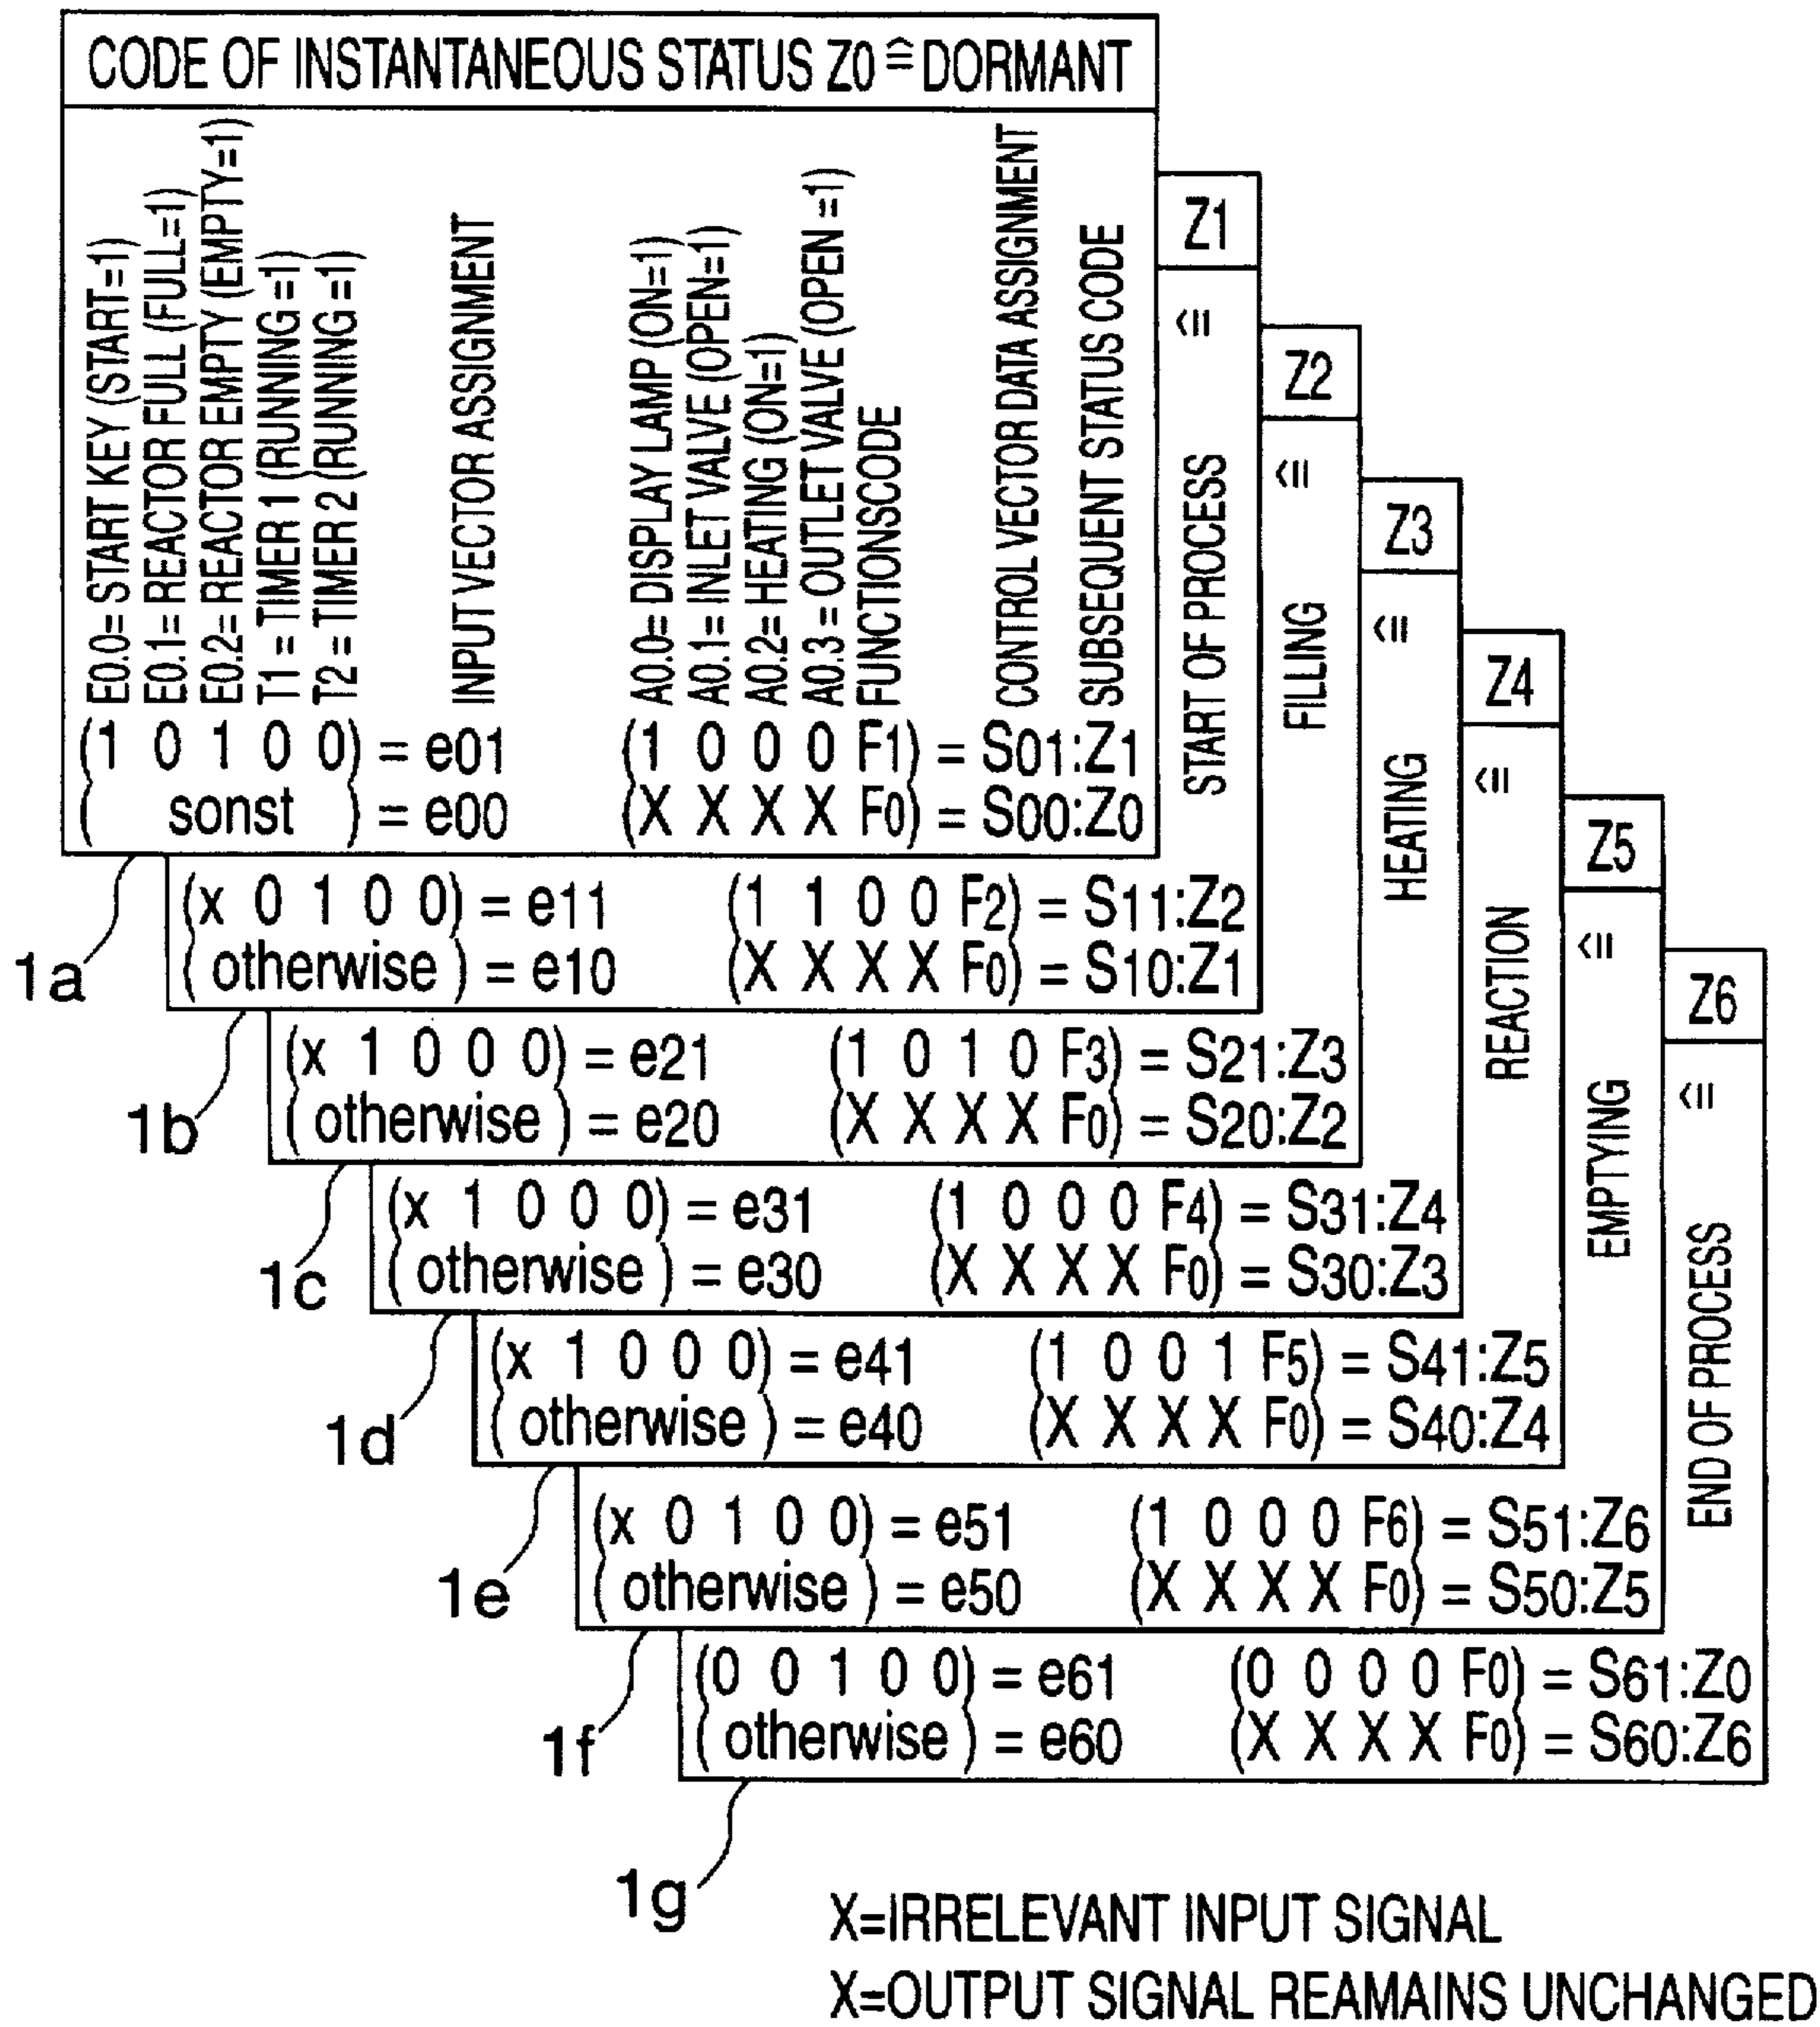 CODE OF INSTANTANEOUS STATUS Z0 ≙ DORMANT
E0.0= START KEY (START=1)
E0.1= REACTOR FULL (FULL=1)
E0.2= REACTOR EMPTY (EMPTY=1)
T1 = TIMER 1 (RUNNING =1)
T2 = TIMER 2 (RUNNING =1)
INPUT VECTOR ASSIGNMENT
A0.0= DISPLAY LAMP (ON=1)
A0.1= INLET VALVE (OPEN=1)
A0.2= HEATING (ON=1)
A0.3 = OUTLET VALVE (OPEN =1)
FUNCTIONSCODE
CONTROL VECTOR DATA ASSIGNMENT
SUBSEQUENT STATUS CODE
(1 0 1 0 0) = e01 (1 0 0 0 F1) = S01:Z1
( sonst ) = e00 (X X X X F0) = S00:Z0
1a
Z1
<=
START OF PROCESS
(x 0 1 0 0) = e11 (1 1 0 0 F2) = S11:Z2
( otherwise ) = e10 (X X X X F0) = S10:Z1
1b
Z2
<=
FILLING
(x 1 0 0 0) = e21 (1 0 1 0 F3) = S21:Z3
( otherwise ) = e20 (X X X X F0) = S20:Z2
1c
Z3
<=
HEATING
(x 1 0 0 0) = e31 (1 0 0 0 F4) = S31:Z4
( otherwise ) = e30 (X X X X F0) = S30:Z3
1d
Z4
<=
REACTION
(x 1 0 0 0) = e41 (1 0 0 1 F5) = S41:Z5
( otherwise ) = e40 (X X X X F0) = S40:Z4
1e
Z5
<=
EMPTYING
(x 0 1 0 0) = e51 (1 0 0 0 F6) = S51:Z6
( otherwise ) = e50 (X X X X F0) = S50:Z5
1f
Z6
<=
END OF PROCESS
(0 0 1 0 0) = e61 (0 0 0 0 F0) = S61:Z0
( otherwise ) = e60 (X X X X F0) = S60:Z6
1g
X=IRRELEVANT INPUT SIGNAL
X=OUTPUT SIGNAL REAMAINS UNCHANGED